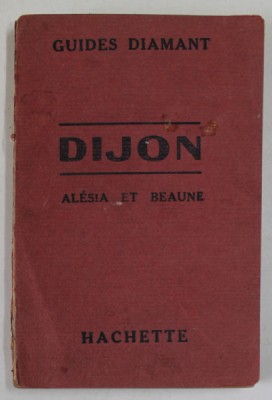 GUIDES DIAMANT
DIJON
ALÉSIA ET BEAUNE
HACHETTE